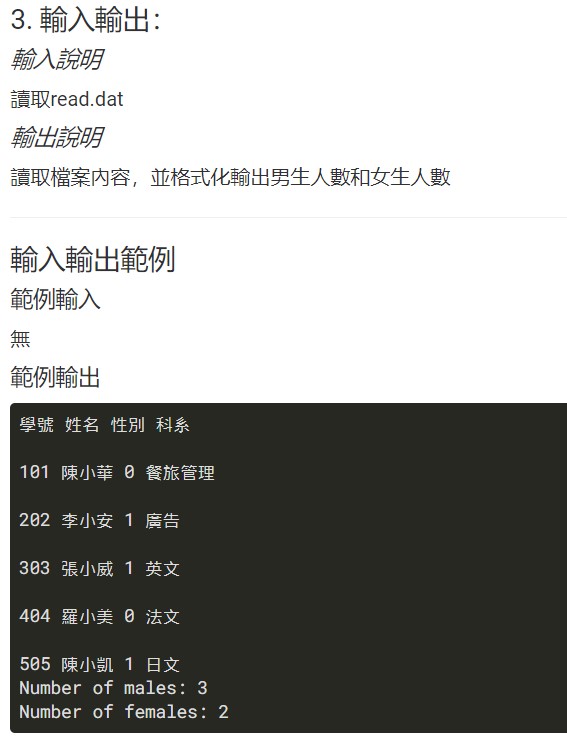 3. 輸入輸出：
輸入說明
讀取read.dat
輸出說明
讀取檔案內容，並格式化輸出男生人數和女生人數
輸入輸出範例
範例輸入
無
範例輸出
學號 姓名 性別 科系
101 陳小華 0 餐旅管理
202 李小安 1 廣告
303 張小威 1 英文
404 羅小美 0 法文
505 陳小凱 1 日文
Number of males: 3
Number of females: 2